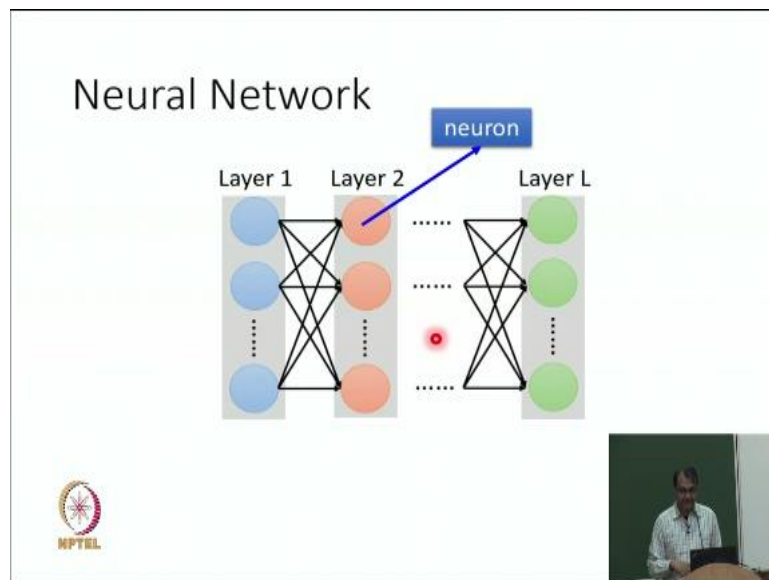 Neural Network
neuron
Layer 1 Layer 2 Layer L
......
......
......
......
......
......
NPTEL